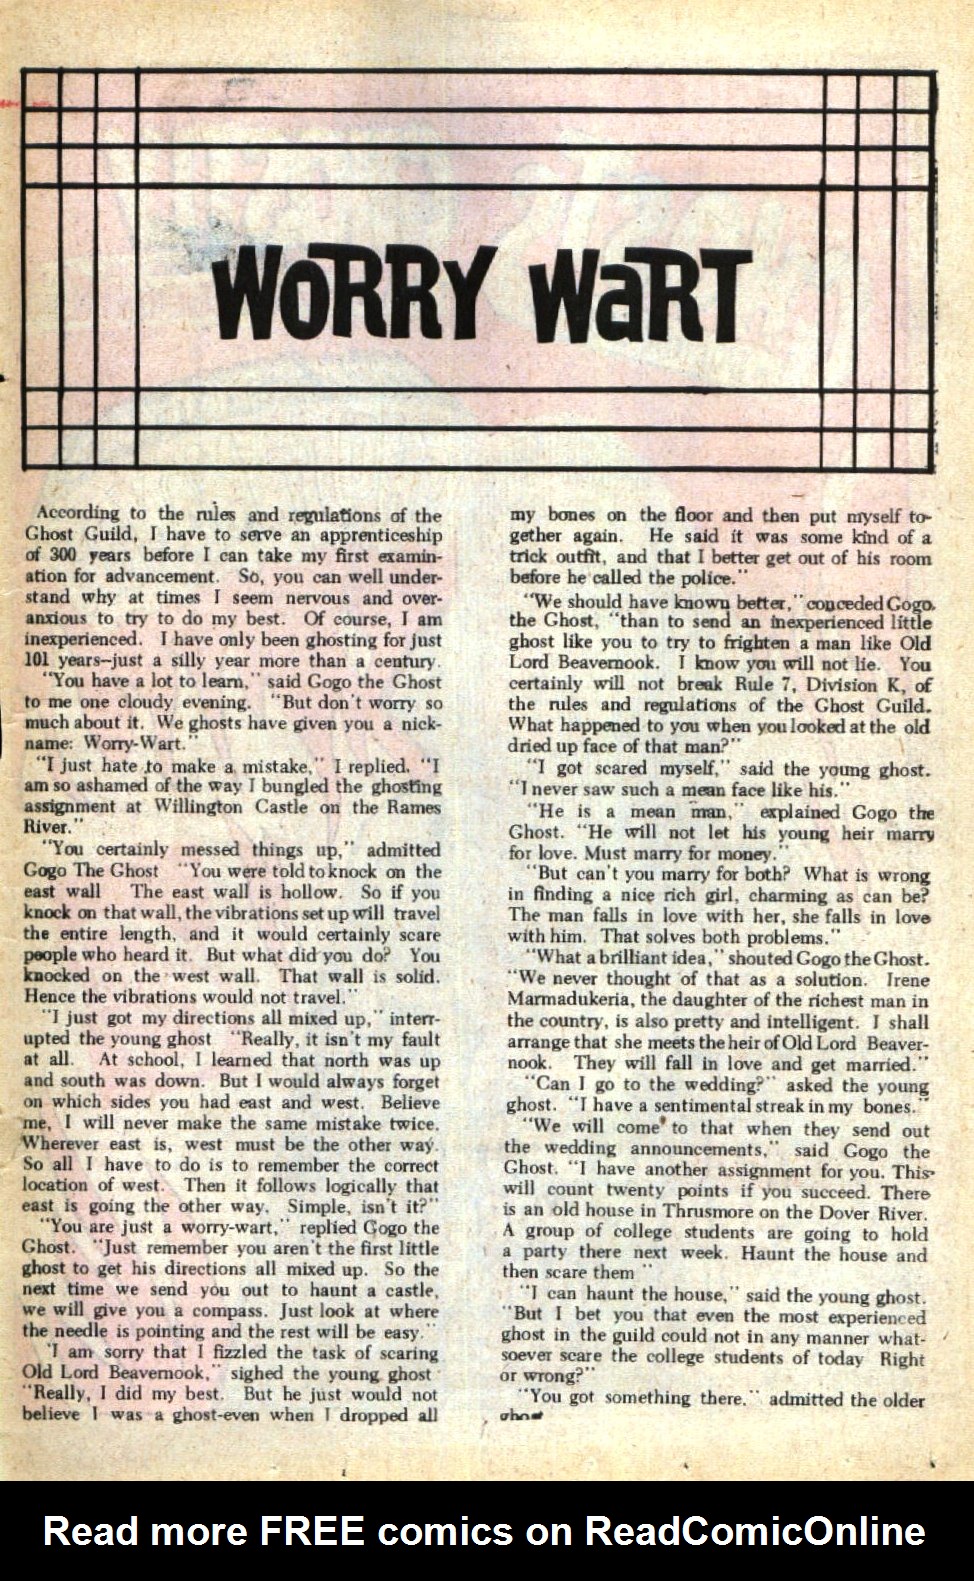 WORRY WART
According to the rules and regulations of the
Ghost Guild, I have to serve an apprenticeship
of 300 years before I can take my first examin-
ation for advancement. So, you can well under-
stand why at times I seem nervous and over-
anxious to try to do my best. Of course, I am
inexperienced. I have only been ghosting for just
101 years--just a silly year more than a century.
"You have a lot to learn," said Gogo the Ghost
to me one cloudy evening. "But don't worry so
much about it. We ghosts have given you a nick-
name: Worry-Wart."
"I just hate to make a mistake," I replied. "I
am so ashamed of the way I bungled the ghosting
assignment at Willington Castle on the Rames
River."
"You certainly messed things up," admitted
Gogo The Ghost "You were told to knock on the
east wall The east wall is hollow. So if you
knock on that wall, the vibrations set up will travel
the entire length, and it would certainly scare
people who heard it. But what did you do? You
knocked on the west wall. That wall is solid.
Hence the vibrations would not travel."
"I just got my directions all mixed up," interr-
upted the young ghost "Really, it isn't my fault
at all. At school, I learned that north was up
and south was down. But I would always forget
on which sides you had east and west. Believe
me, I will never make the same mistake twice.
Wherever east is, west must be the other way.
So all I have to do is to remember the correct
location of west. Then it follows logically that
east is going the other way. Simple, isn't it?"
"You are just a worry-wart," replied Gogo the
Ghost. "Just remember you aren't the first little
ghost to get his directions all mixed up. So the
next time we send you out to haunt a castle,
we will give you a compass. Just look at where
the needle is pointing and the rest will be easy."
'I am sorry that I fizzled the task of scaring
Old Lord Beavernook," sighed the young ghost
"Really, I did my best. But he just would not
believe I was a ghost-even when I dropped all
my bones on the floor and then put myself to-
gether again. He said it was some kind of a
trick outfit, and that I better get out of his room
before he called the police."
"We should have known better," conceded Gogo,
the Ghost, "than to send an inexperienced little
ghost like you to try to frighten a man like Old
Lord Beavernook. I know you will not lie. You
certainly will not break Rule 7, Division K, of
the rules and regulations of the Ghost Guild.
What happened to you when you looked at the old
dried up face of that man?"
"I got scared myself," said the young ghost.
"I never saw such a mean face like his."
"He is a mean man," explained Gogo the
Ghost. "He will not let his young heir marry
for love. Must marry for money."
"But can't you marry for both? What is wrong
in finding a nice rich girl, charming as can be?
The man falls in love with her, she falls in love
with him. That solves both problems."
"What a brilliant idea," shouted Gogo the Ghost.
"We never thought of that as a solution. Irene
Marmadukeria, the daughter of the richest man in
the country, is also pretty and intelligent. I shall
arrange that she meets the heir of Old Lord Beaver-
nook. They will fall in love and get married."
"Can I go to the wedding?" asked the young
ghost. "I have a sentimental streak in my bones."
"We will come to that when they send out
the wedding announcements," said Gogo the
Ghost. "I have another assignment for you. This
will count twenty points if you succeed. There
is an old house in Thrusmore on the Dover River.
A group of college students are going to hold
a party there next week. Haunt the house and
then scare them "
"I can haunt the house," said the young ghost.
"But I bet you that even the most experienced
ghost in the guild could not in any manner what-
soever scare the college students of today Right
or wrong?"
"You got something there." admitted the older
ghost
Read more FREE comics on ReadComicOnline